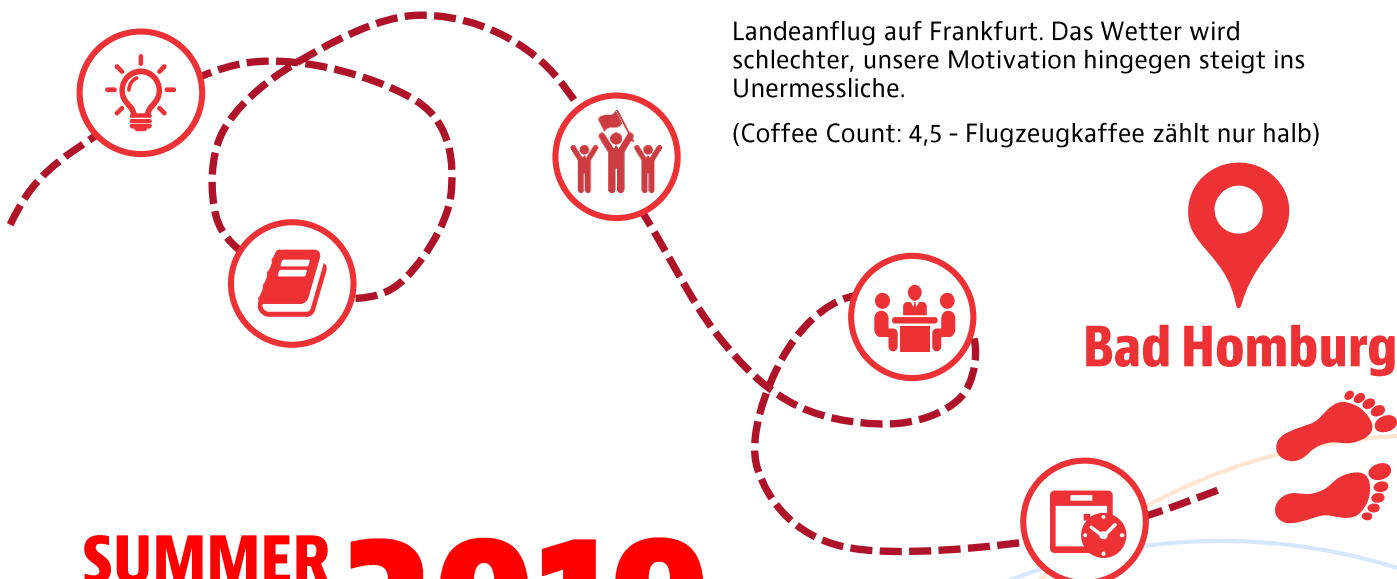 Landeanflug auf Frankfurt. Das Wetter wird
schlechter, unsere Motivation hingegen steigt ins
Unermessliche.
(Coffee Count: 4,5 - Flugzeugkaffee zählt nur halb)
Bad Homburg
SUMMER 2019